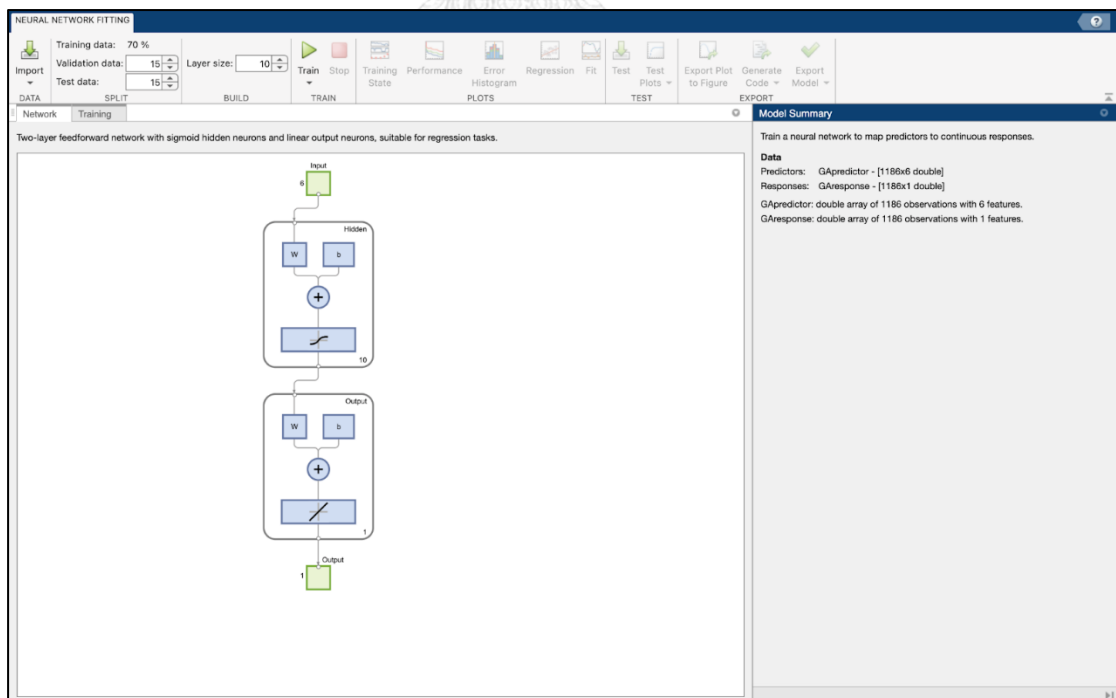 NEURAL NETWORK FITTING
?
Import
Training data: 70 %
Validation data: 15
Test data: 15
Layer size: 10
Train
Stop
Training State
Performance
Error Histogram
Regression
Fit
Test
Test Plots
Export Plot to Figure
Generate Code
Export Model
DATA
SPLIT
BUILD
TRAIN
PLOTS
TEST
EXPORT
Network
Training
Model Summary
Two-layer feedforward network with sigmoid hidden neurons and linear output neurons, suitable for regression tasks.
Input
6
Hidden
W
b
+
10
Output
W
b
+
1
Output
1
Train a neural network to map predictors to continuous responses.
Data
Predictors: GApredictor - [1186x6 double]
Responses: GAresponse - [1186x1 double]
GApredictor: double array of 1186 observations with 6 features.
GAresponse: double array of 1186 observations with 1 features.